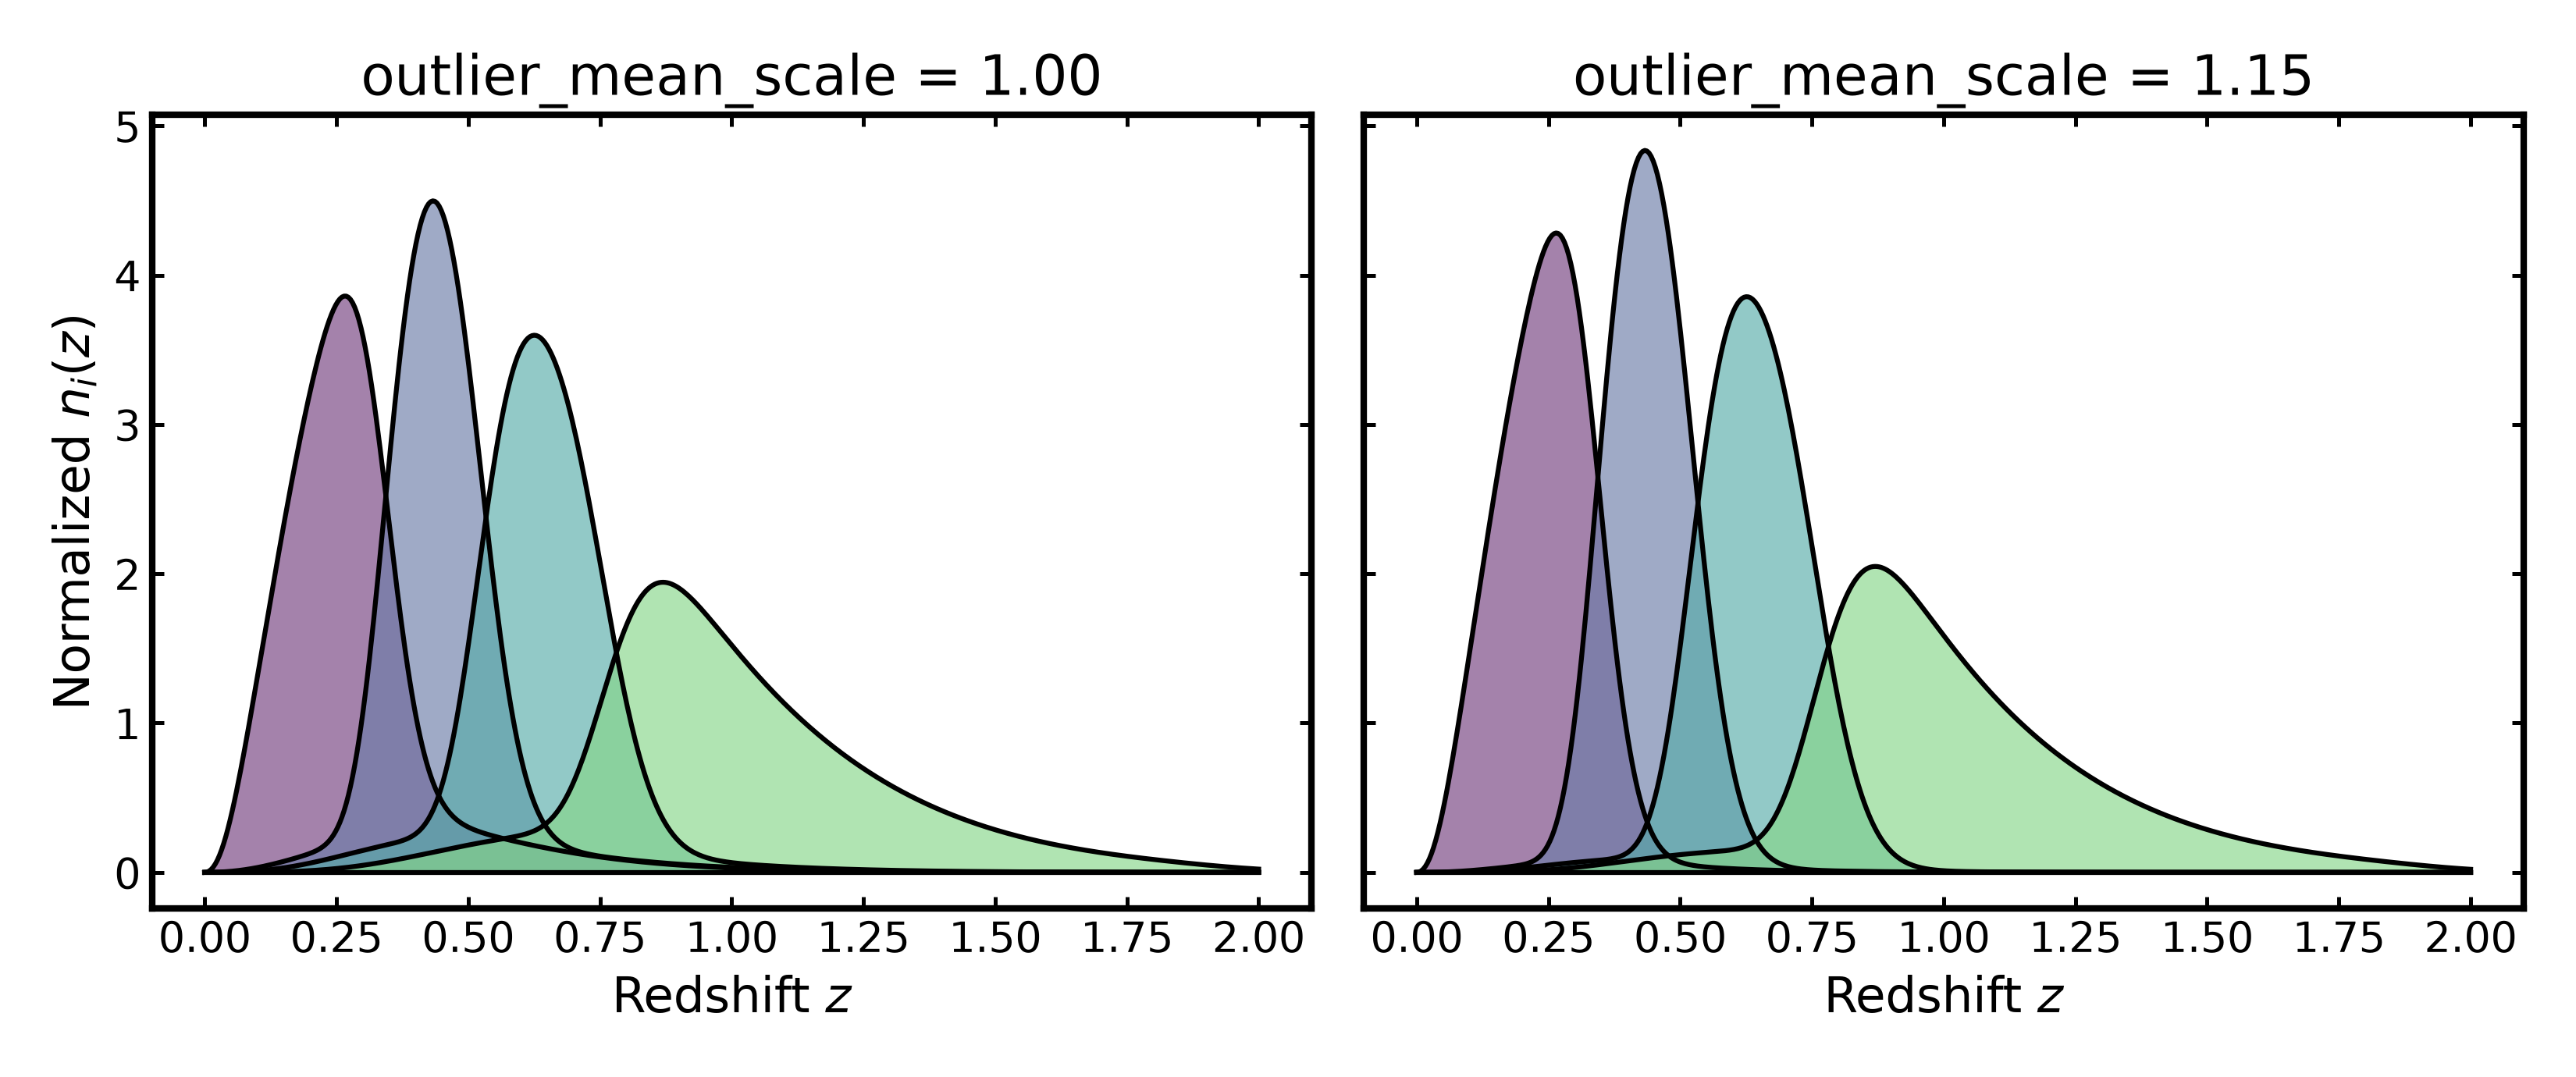 outlier_mean_scale = 1.00
outlier_mean_scale = 1.15
Normalized n_i(z)
5
4
3
2
1
0
0.00 0.25 0.50 0.75 1.00 1.25 1.50 1.75 2.00
0.00 0.25 0.50 0.75 1.00 1.25 1.50 1.75 2.00
Redshift z
Redshift z